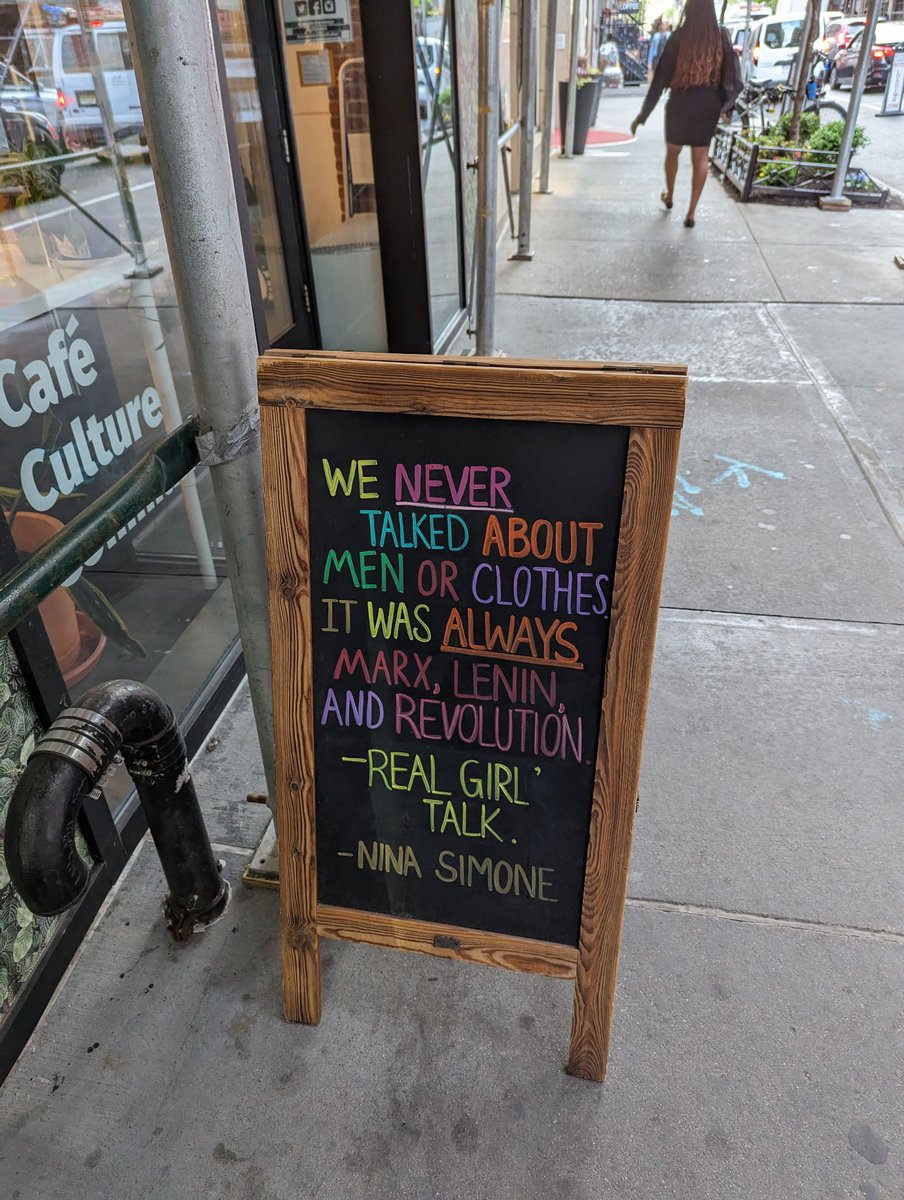 Café
Culture
WE NEVER
TALKED ABOUT
MEN OR CLOTHES.
IT WAS ALWAYS
MARX, LENIN,
AND REVOLUTION.
—REAL GIRL'
TALK.
-NINA SIMONE